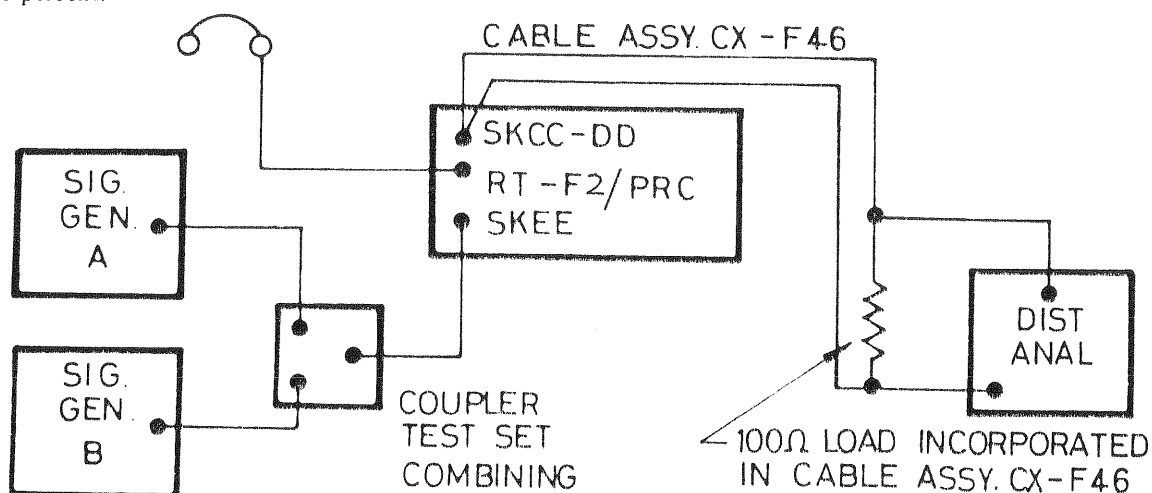 CABLE ASSY. CX-F46
SKCC-DD
RT-F2/PRC
SKEE
SIG.
GEN.
A
SIG.
GEN.
B
COUPLER
TEST SET
COMBINING
DIST
ANAL
100Ω LOAD INCORPORATED
IN CABLE ASSY. CX-F46